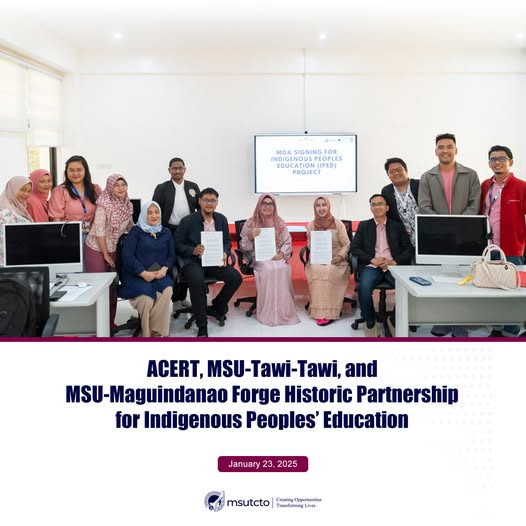 MOA SIGNING FOR
INDIGENOUS PEOPLES
EDUCATION (IPED)
PROJECT
ACERT, MSU-Tawi-Tawi, and
MSU-Maguindanao Forge Historic Partnership
for Indigenous Peoples' Education
January 23, 2025
msutcto
Creating Opportunities
Transforming Lives